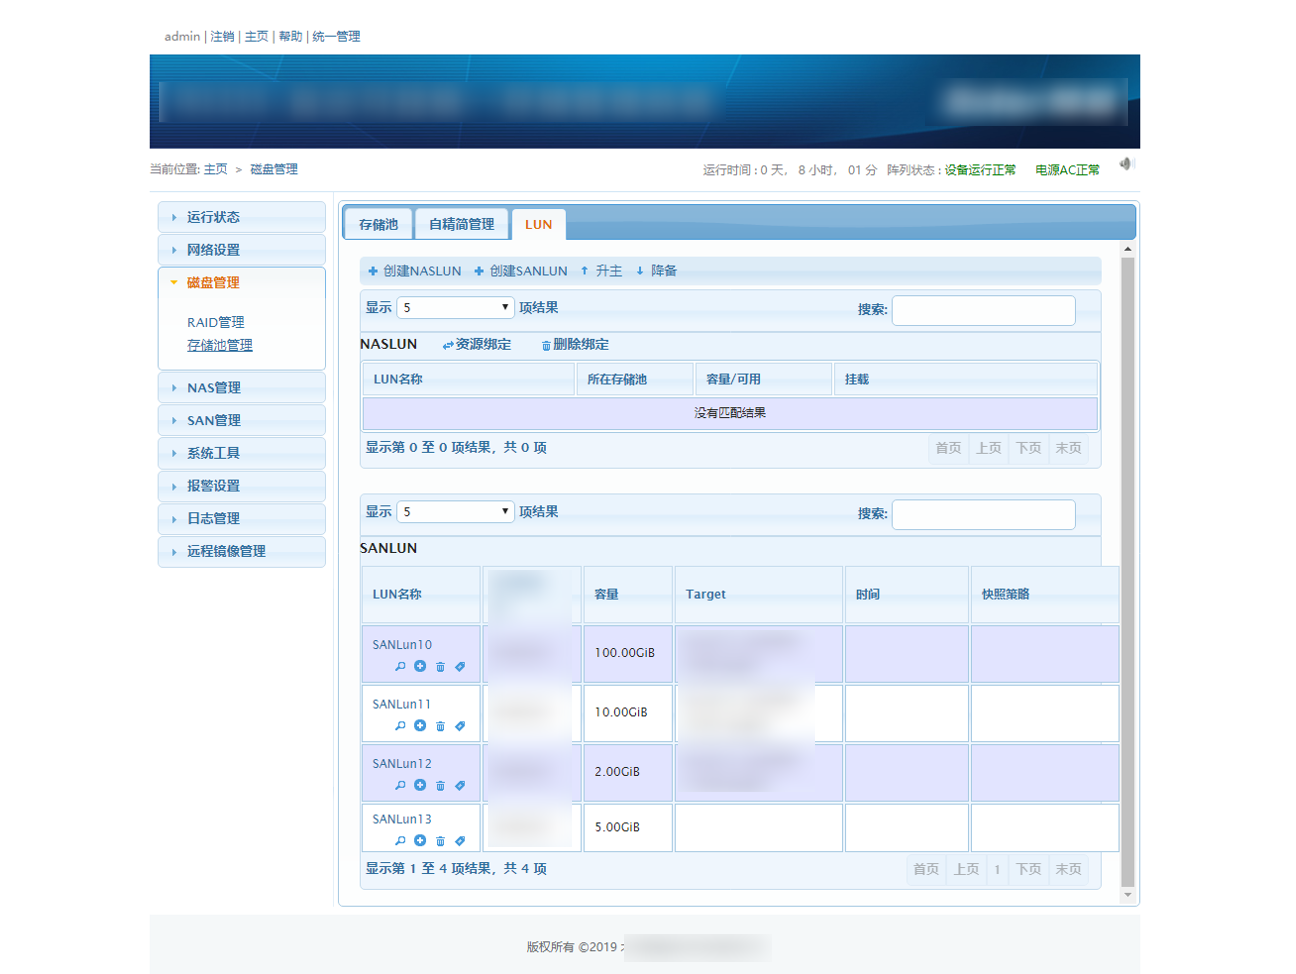 admin | 注销 | 主页 | 帮助 | 统一管理
当前位置: 主页 > 磁盘管理
运行时间 : 0 天, 8 小时, 01 分 阵列状态 : 设备运行正常 电源AC正常
运行状态
网络设置
磁盘管理
RAID管理
存储池管理
NAS管理
SAN管理
系统工具
报警设置
日志管理
远程镜像管理
存储池 自精简管理 LUN
创建NASLUN 创建SANLUN 升主 降备
显示 5 项结果 搜索:
NASLUN 资源绑定 删除绑定
LUN名称 所在存储池 容量/可用 挂载
没有匹配结果
显示第 0 至 0 项结果，共 0 项 首页 上页 下页 末页
显示 5 项结果 搜索:
SANLUN
LUN名称 容量 Target 时间 快照策略
SANLun10 100.00GiB
SANLun11 10.00GiB
SANLun12 2.00GiB
SANLun13 5.00GiB
显示第 1 至 4 项结果，共 4 项 首页 上页 1 下页 末页
版权所有 ©2019